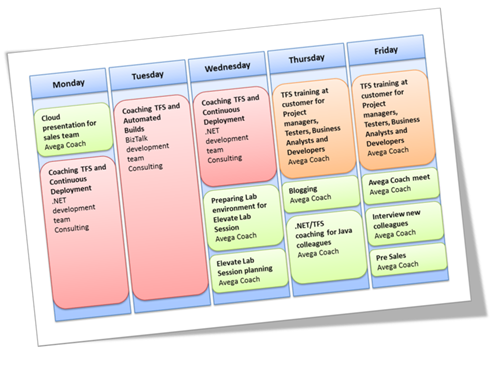 Monday
Cloud
presentation for
sales team
Avega Coach
Coaching TFS and
Continuous
Deployment
.NET
development
team
Consulting
Tuesday
Coaching TFS and
Automated
Builds
BizTalk
development
team
Consulting
Wednesday
Coaching TFS and
Continuous
Deployment
.NET
development
team
Consulting
Preparing Lab
environment for
Elevate Lab
Session
Avega Coach
Elevate Lab
Session planning
Avega Coach
Thursday
TFS training at
customer for
Project
managers,
Testers, Business
Analysts and
Developers
Avega Coach
Blogging
Avega Coach
.NET/TFS
coaching for Java
colleagues
Avega Coach
Friday
TFS training at
customer for
Project
managers,
Testers, Business
Analysts and
Developers
Avega Coach
Avega Coach meet
Avega Coach
Interview new
colleagues
Avega Coach
Pre Sales
Avega Coach